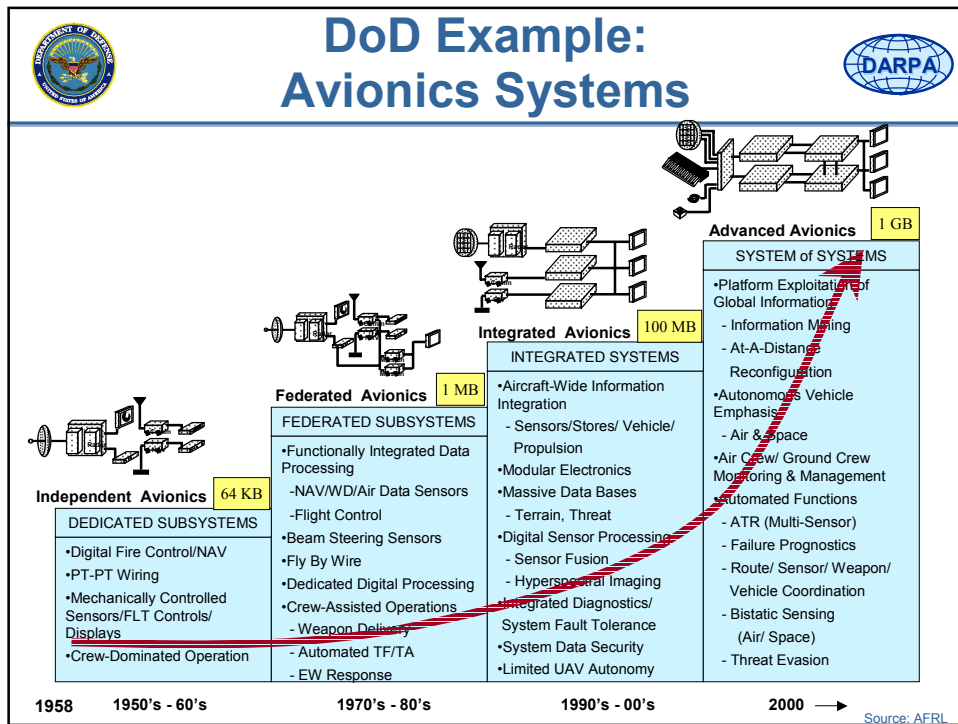 DoD Example:
Avionics Systems
DEPARTMENT OF DEFENSE
UNITED STATES OF AMERICA
DARPA
Independent Avionics
64 KB
DEDICATED SUBSYSTEMS
•Digital Fire Control/NAV
•PT-PT Wiring
•Mechanically Controlled
Sensors/FLT Controls/
Displays
•Crew-Dominated Operation
Federated Avionics
1 MB
FEDERATED SUBSYSTEMS
•Functionally Integrated Data
Processing
-NAV/WD/Air Data Sensors
-Flight Control
•Beam Steering Sensors
•Fly By Wire
•Dedicated Digital Processing
•Crew-Assisted Operations
- Weapon Delivery
- Automated TF/TA
- EW Response
Integrated Avionics
100 MB
INTEGRATED SYSTEMS
•Aircraft-Wide Information
Integration
- Sensors/Stores/ Vehicle/
Propulsion
•Modular Electronics
•Massive Data Bases
- Terrain, Threat
•Digital Sensor Processing
- Sensor Fusion
- Hyperspectral Imaging
•Integrated Diagnostics/
System Fault Tolerance
•System Data Security
•Limited UAV Autonomy
Advanced Avionics
1 GB
SYSTEM of SYSTEMS
•Platform Exploitation of
Global Information
- Information Mining
- At-A-Distance
Reconfiguration
•Autonomous Vehicle
Emphasis
- Air & Space
•Air Crew/ Ground Crew
Monitoring & Management
•Automated Functions
- ATR (Multi-Sensor)
- Failure Prognostics
- Route/ Sensor/ Weapon/
Vehicle Coordination
- Bistatic Sensing
(Air/ Space)
- Threat Evasion
1958
1950's - 60's
1970's - 80's
1990's - 00's
2000
Source: AFRL